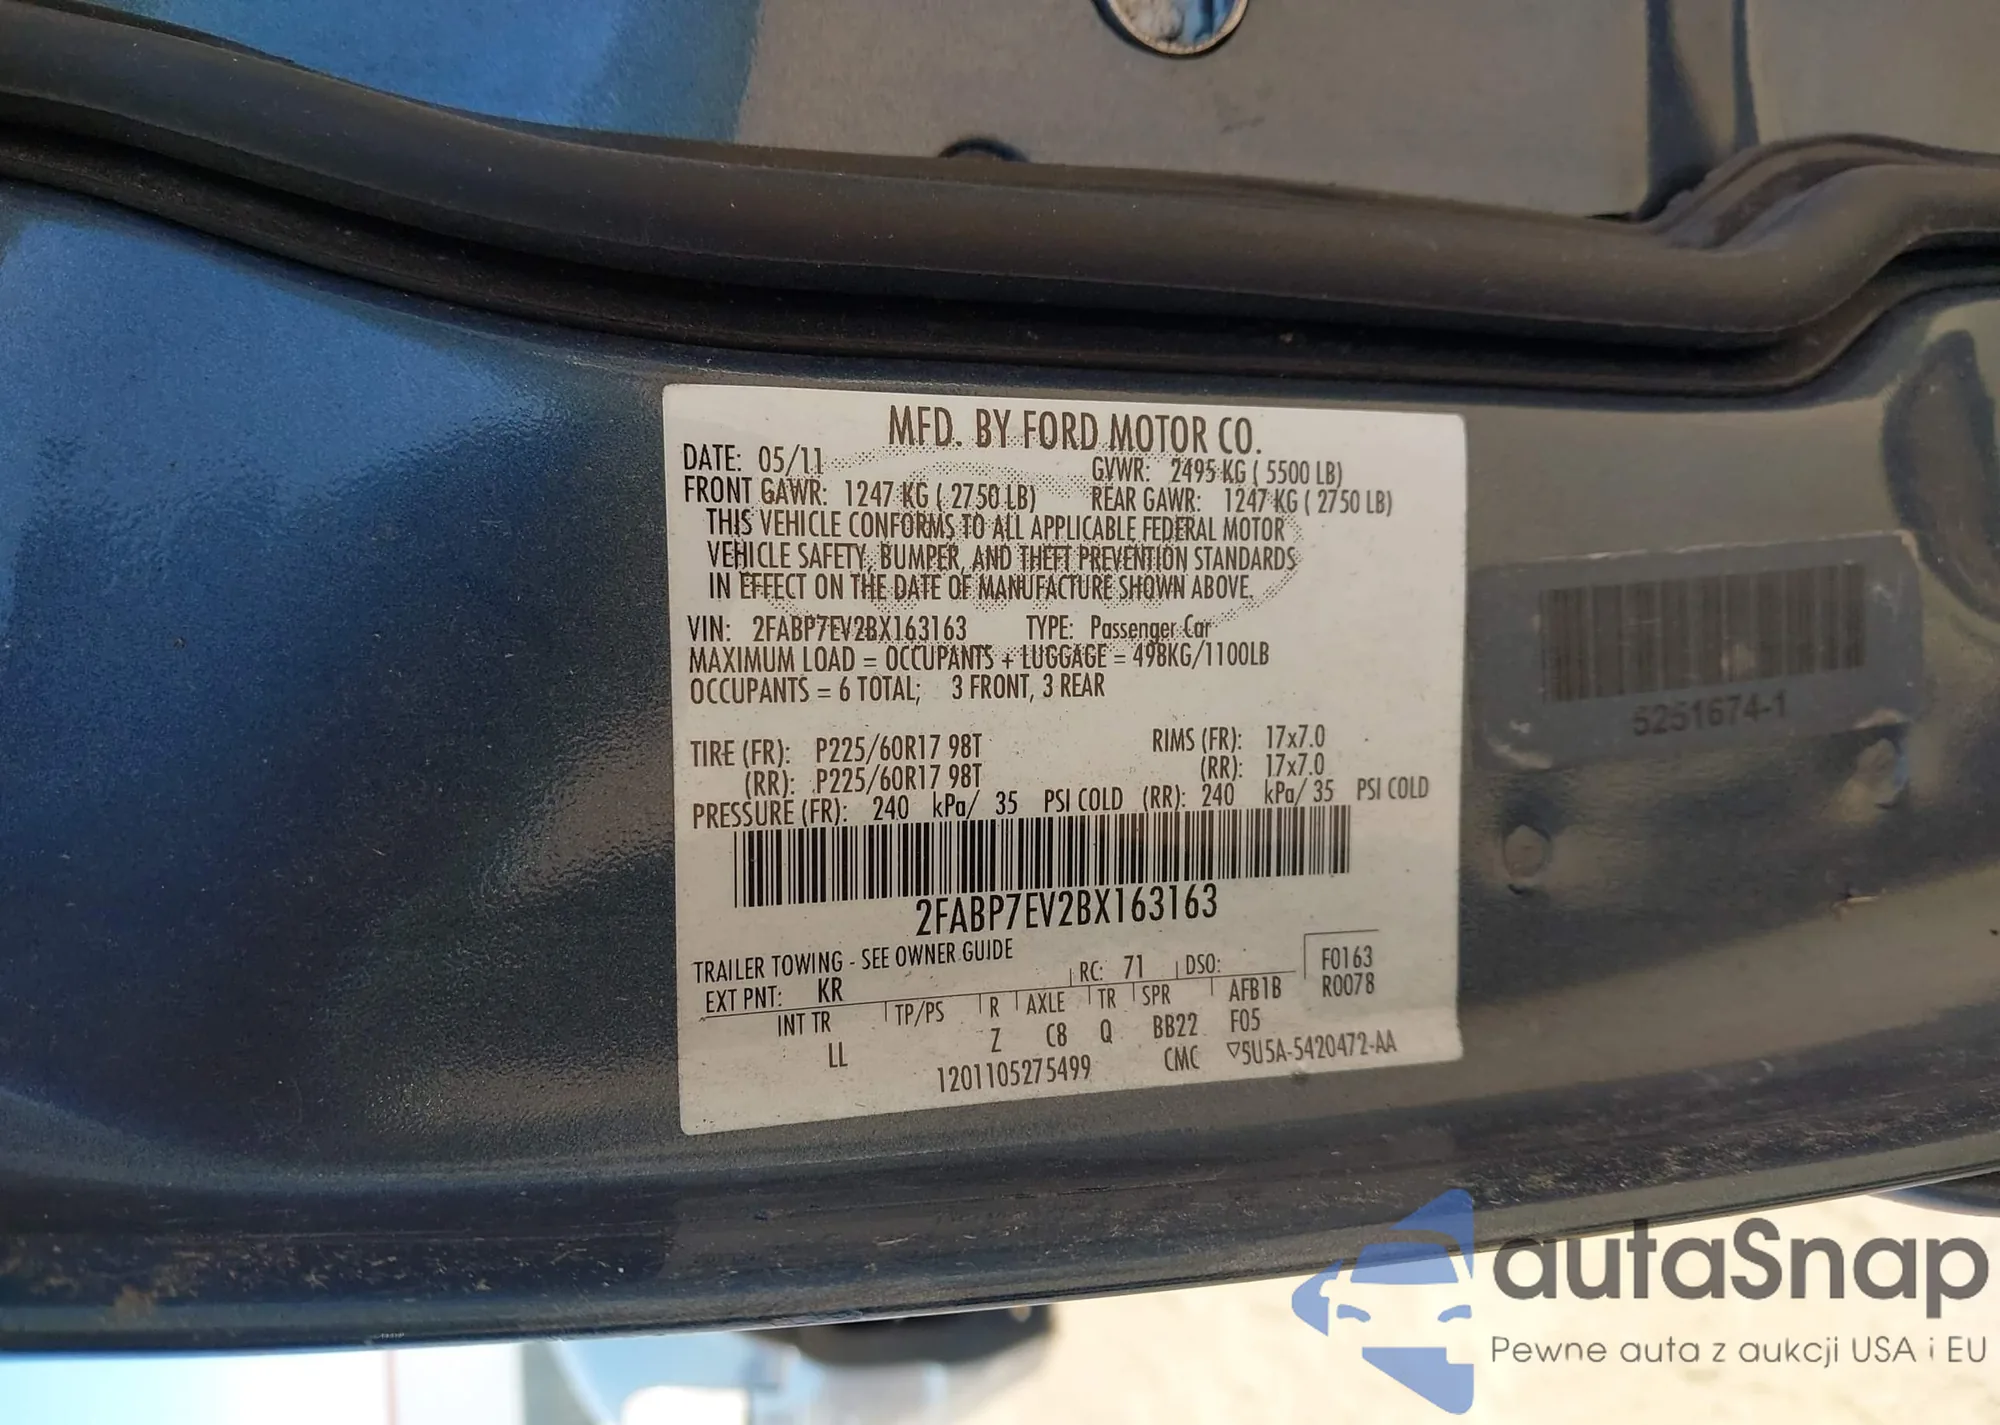 MFD. BY FORD MOTOR CO.
DATE: 05/11 GVWR: 2495 KG ( 5500 LB)
FRONT GAWR: 1247 KG ( 2750 LB) REAR GAWR: 1247 KG ( 2750 LB)
THIS VEHICLE CONFORMS TO ALL APPLICABLE FEDERAL MOTOR
VEHICLE SAFETY, BUMPER, AND THEFT PREVENTION STANDARDS
IN EFFECT ON THE DATE OF MANUFACTURE SHOWN ABOVE.
VIN: 2FABP7EV2BX163163 TYPE: Passenger Car
MAXIMUM LOAD = OCCUPANTS + LUGGAGE = 498KG/1100LB
OCCUPANTS = 6 TOTAL; 3 FRONT, 3 REAR
TIRE (FR): P225/60R17 98T RIMS (FR): 17x7.0
(RR): P225/60R17 98T (RR): 17x7.0
PRESSURE (FR): 240 kPa/ 35 PSI COLD (RR): 240 kPa/ 35 PSI COLD
2FABP7EV2BX163163
TRAILER TOWING - SEE OWNER GUIDE
EXT PNT: KR RC: 71 DSO: F0163
R0078
INT TR TP/PS R AXLE TR SPR AFB1B
LL Z C8 Q BB22 F05
1201105275499 CMC ▽5U5A-5420472-AA
5251674-1
autaSnap
Pewne auta z aukcji USA i EU